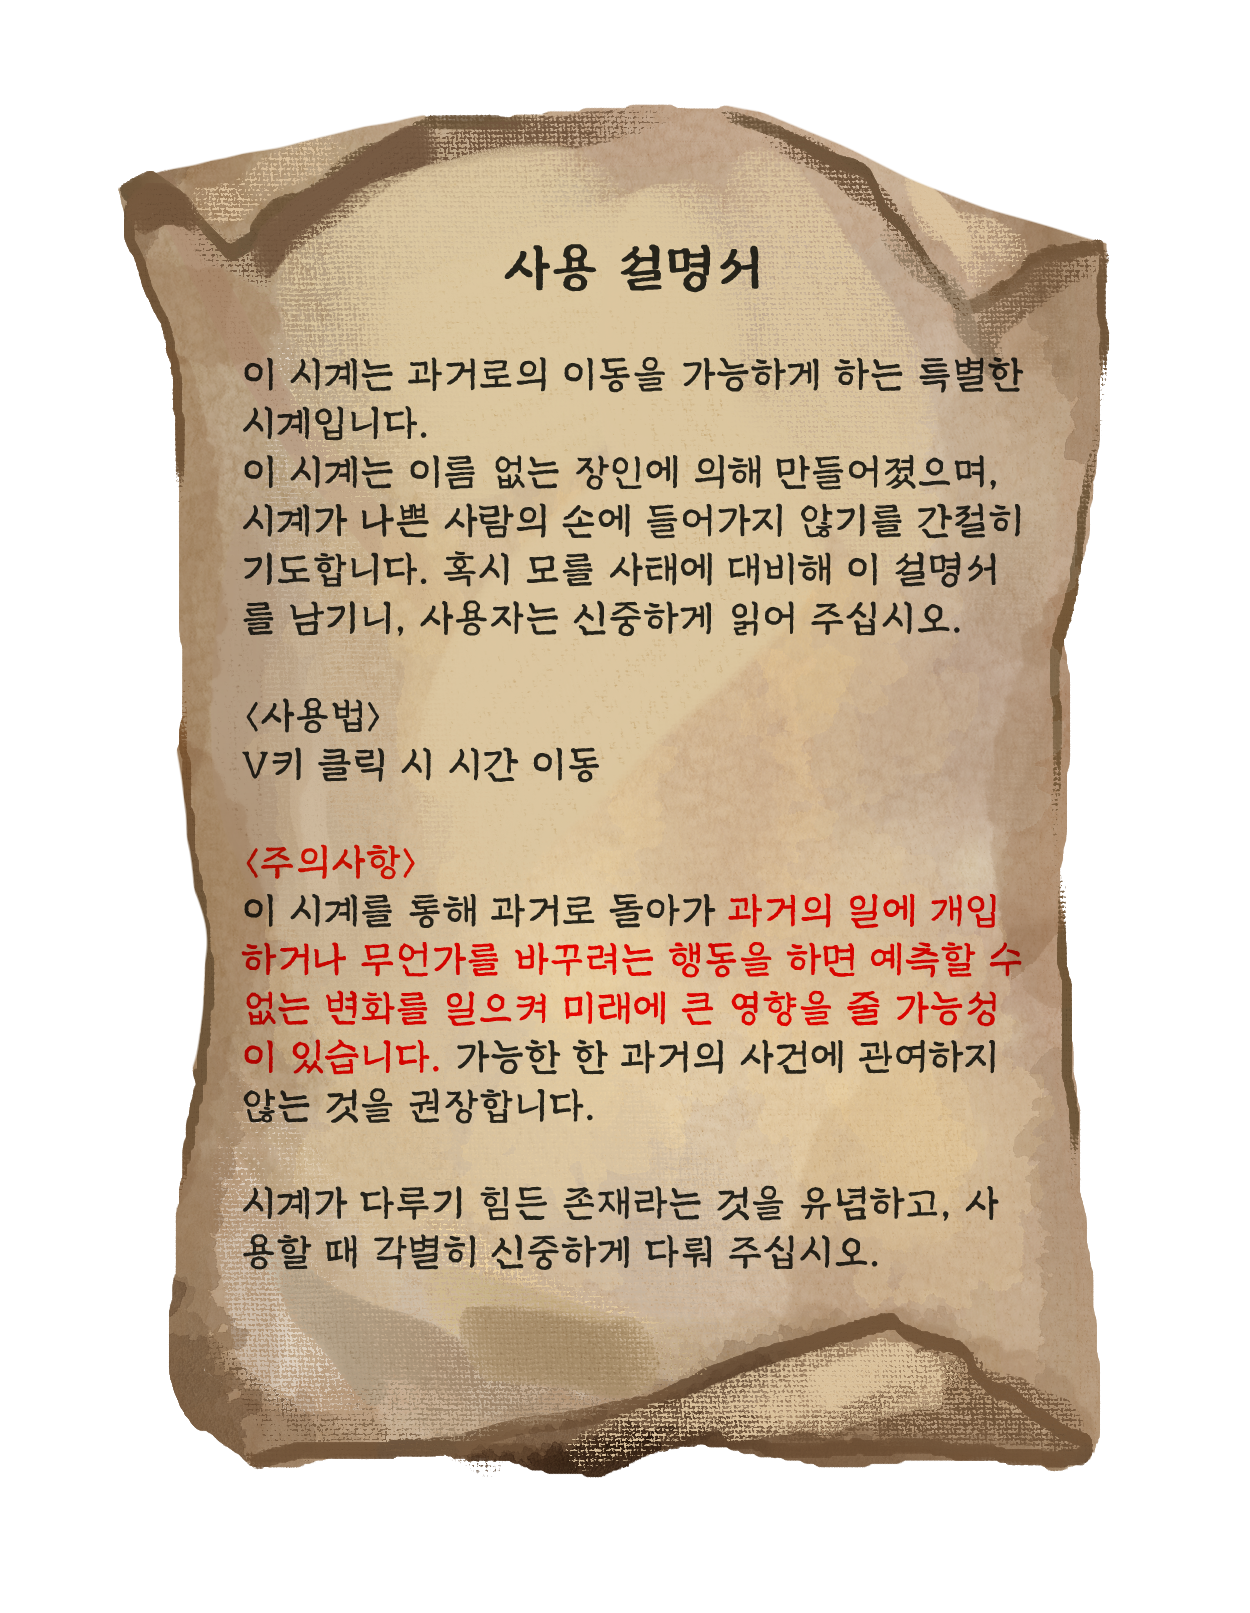 사용 설명서
이 시계는 과거로의 이동을 가능하게 하는 특별한
시계입니다.
이 시계는 이름 없는 장인에 의해 만들어졌으며,
시계가 나쁜 사람의 손에 들어가지 않기를 간절히
기도합니다. 혹시 모를 사태에 대비해 이 설명서
를 남기니, 사용자는 신중하게 읽어 주십시오.
<사용법>
V키 클릭 시 시간 이동
<주의사항>
이 시계를 통해 과거로 돌아가 과거의 일에 개입
하거나 무언가를 바꾸려는 행동을 하면 예측할 수
없는 변화를 일으켜 미래에 큰 영향을 줄 가능성
이 있습니다. 가능한 한 과거의 사건에 관여하지
않는 것을 권장합니다.
시계가 다루기 힘든 존재라는 것을 유념하고, 사
용할 때 각별히 신중하게 다뤄 주십시오.